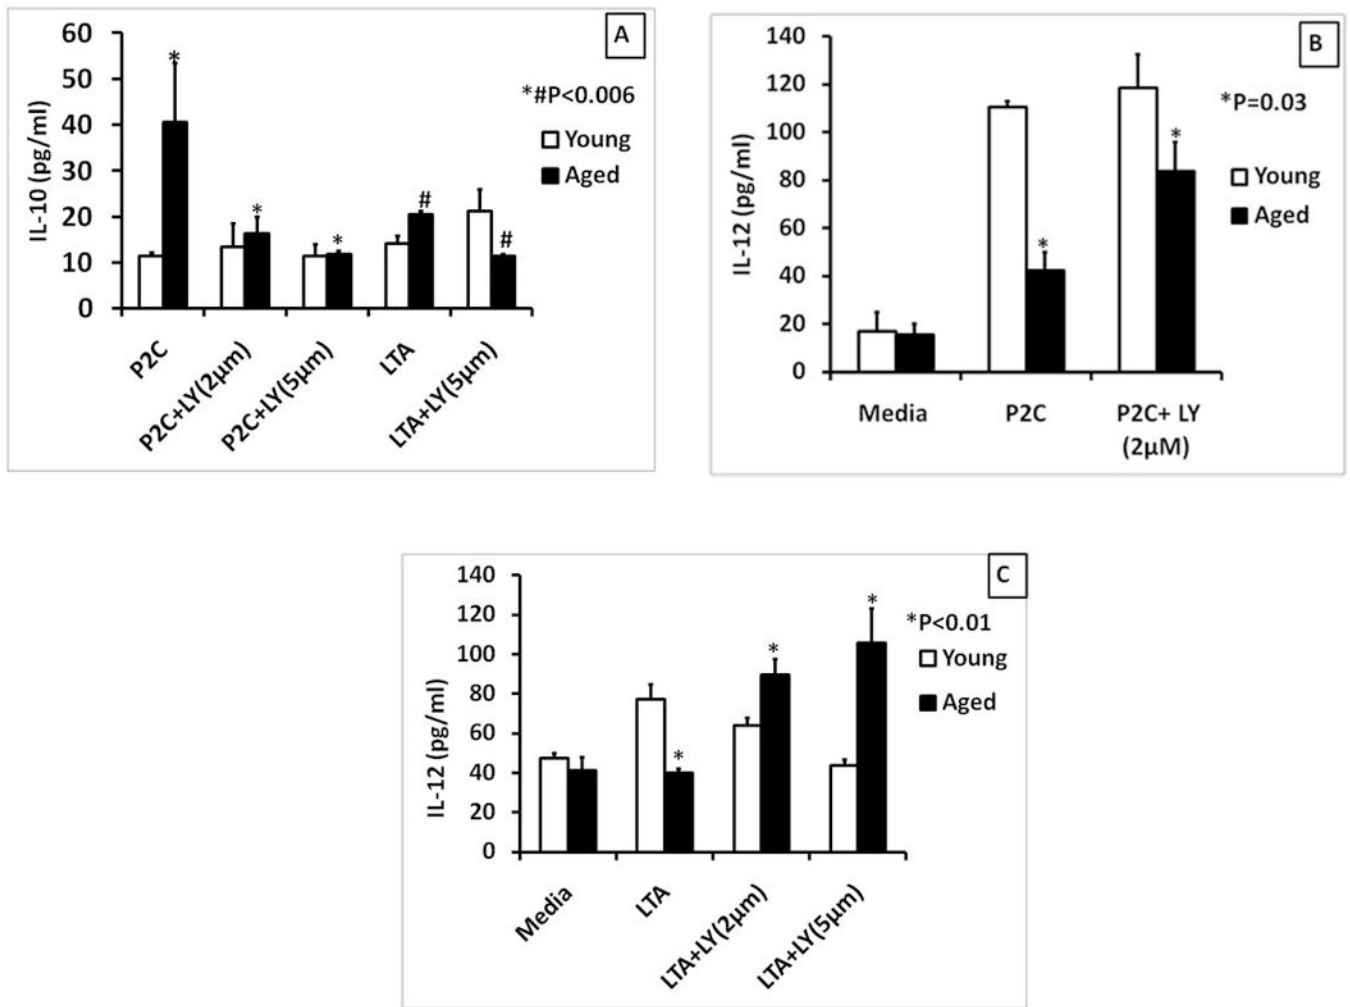 A
60
50
40
30
20
10
0
IL-10 (pg/ml)
*
*
*
#
#
*#P<0.006
Young
Aged
P2C
P2C+LY(2μm)
P2C+LY(5μm)
LTA
LTA+LY(5μm)
B
140
120
100
80
60
40
20
0
IL-12 (pg/ml)
*
*
*P=0.03
Young
Aged
Media
P2C
P2C+ LY
(2μM)
C
140
120
100
80
60
40
20
0
IL-12 (pg/ml)
*
*
*
*P<0.01
Young
Aged
Media
LTA
LTA+LY(2μm)
LTA+LY(5μm)